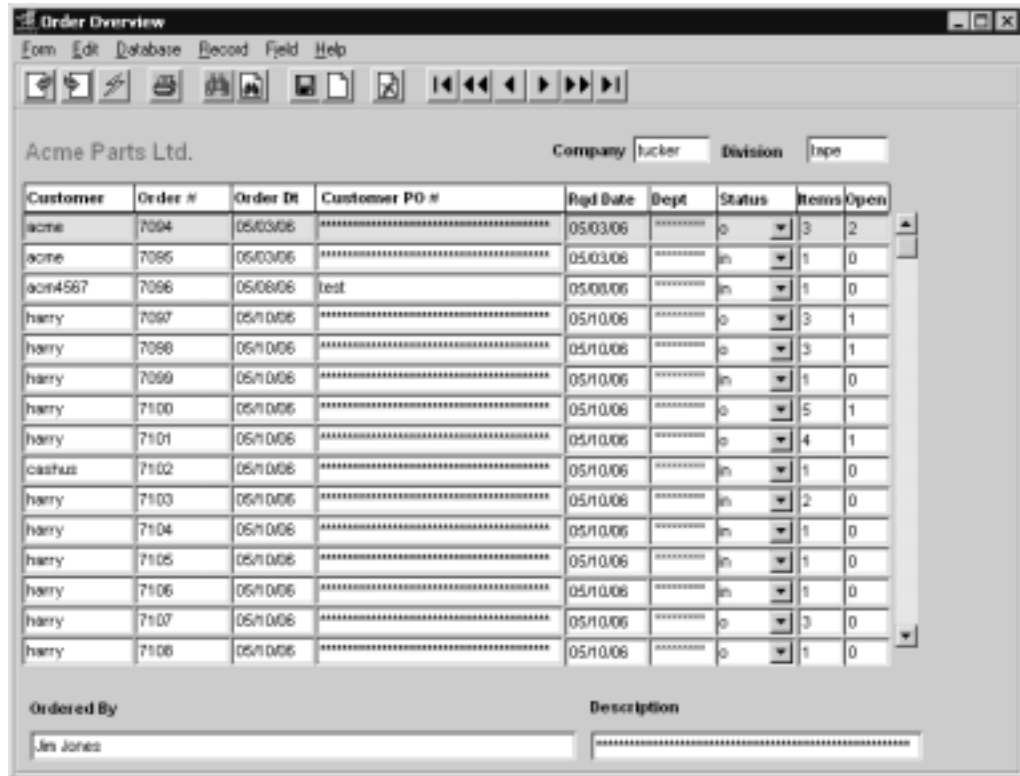 Order Overview
Form Edit Database Record Field Help
Acme Parts Ltd. Company tucker Division tape
Customer Order # Order Dt Customer PO # Rqd Date Dept Status Items Open
acme 7094 05/03/06 ******************************************** 05/03/06 ********** o 3 2
acme 7095 05/03/06 ******************************************** 05/03/06 ********** in 1 0
acm4567 7096 05/08/06 test 05/08/06 ********** in 1 0
harry 7097 05/10/06 ******************************************** 05/10/06 ********** o 3 1
harry 7098 05/10/06 ******************************************** 05/10/06 ********** o 3 1
harry 7099 05/10/06 ******************************************** 05/10/06 ********** in 1 0
harry 7100 05/10/06 ******************************************** 05/10/06 ********** o 5 1
harry 7101 05/10/06 ******************************************** 05/10/06 ********** o 4 1
cashus 7102 05/10/06 ******************************************** 05/10/06 ********** in 1 0
harry 7103 05/10/06 ******************************************** 05/10/06 ********** in 2 0
harry 7104 05/10/06 ******************************************** 05/10/06 ********** in 1 0
harry 7105 05/10/06 ******************************************** 05/10/06 ********** in 1 0
harry 7106 05/10/06 ******************************************** 05/10/06 ********** in 1 0
harry 7107 05/10/06 ******************************************** 05/10/06 ********** o 3 0
harry 7108 05/10/06 ******************************************** 05/10/06 ********** o 1 0
Ordered By Description
Jim Jones ************************************************************